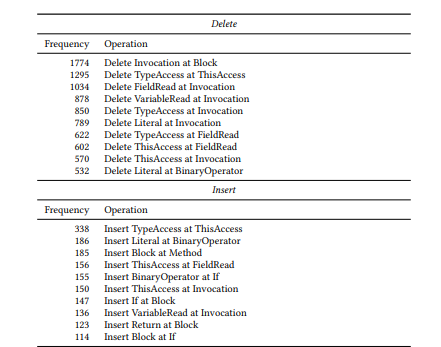 Delete
Frequency Operation
1774 Delete Invocation at Block
1295 Delete TypeAccess at ThisAccess
1034 Delete FieldRead at Invocation
878 Delete VariableRead at Invocation
850 Delete TypeAccess at Invocation
789 Delete Literal at Invocation
622 Delete TypeAccess at FieldRead
602 Delete ThisAccess at FieldRead
570 Delete ThisAccess at Invocation
532 Delete Literal at BinaryOperator
Insert
Frequency Operation
338 Insert TypeAccess at ThisAccess
186 Insert Literal at BinaryOperator
185 Insert Block at Method
156 Insert ThisAccess at FieldRead
155 Insert BinaryOperator at If
150 Insert ThisAccess at Invocation
147 Insert If at Block
136 Insert VariableRead at Invocation
123 Insert Return at Block
114 Insert Block at If